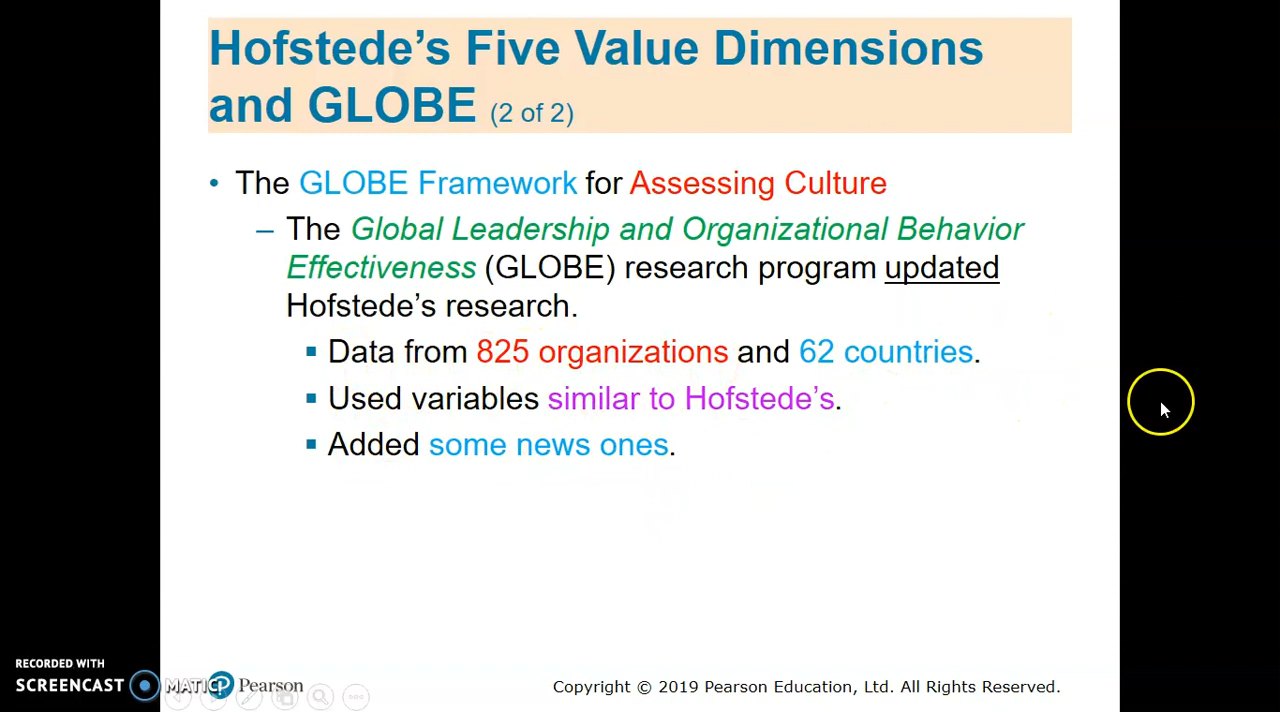 Hofstede’s Five Value Dimensions
and GLOBE (2 of 2)
• The GLOBE Framework for Assessing Culture
– The Global Leadership and Organizational Behavior
Effectiveness (GLOBE) research program updated
Hofstede’s research.
▪ Data from 825 organizations and 62 countries.
▪ Used variables similar to Hofstede’s.
▪ Added some news ones.
RECORDED WITH
SCREENCAST MATIC
Pearson
Copyright © 2019 Pearson Education, Ltd. All Rights Reserved.